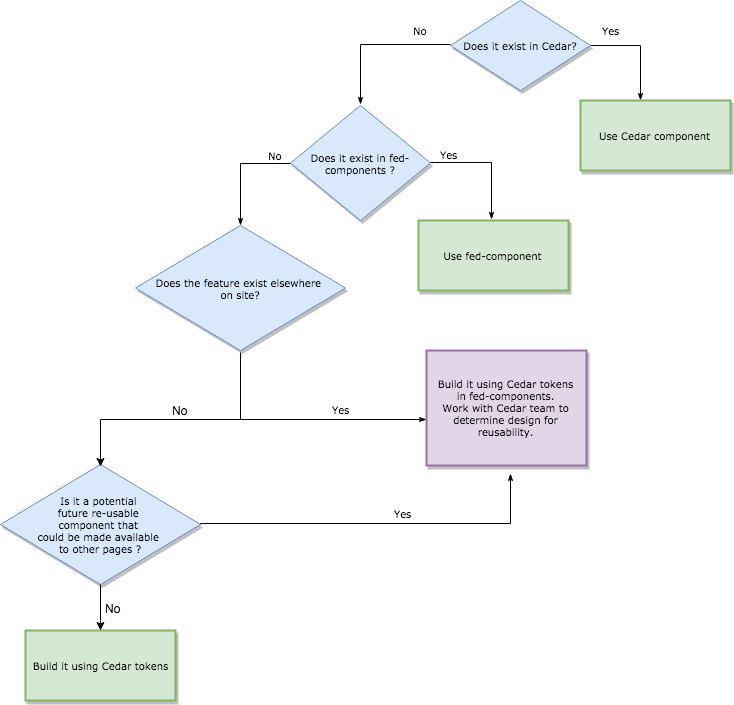 No
Yes
Does it exist in Cedar?
Use Cedar component
No
Does it exist in fed-
components ?
Yes
Use fed-component
Does the feature exist elsewhere
on site?
No
Yes
Build it using Cedar tokens
in fed-components.
Work with Cedar team to
determine design for
reusability.
Is it a potential
future re-usable
component that
could be made available
to other pages ?
Yes
No
Build it using Cedar tokens